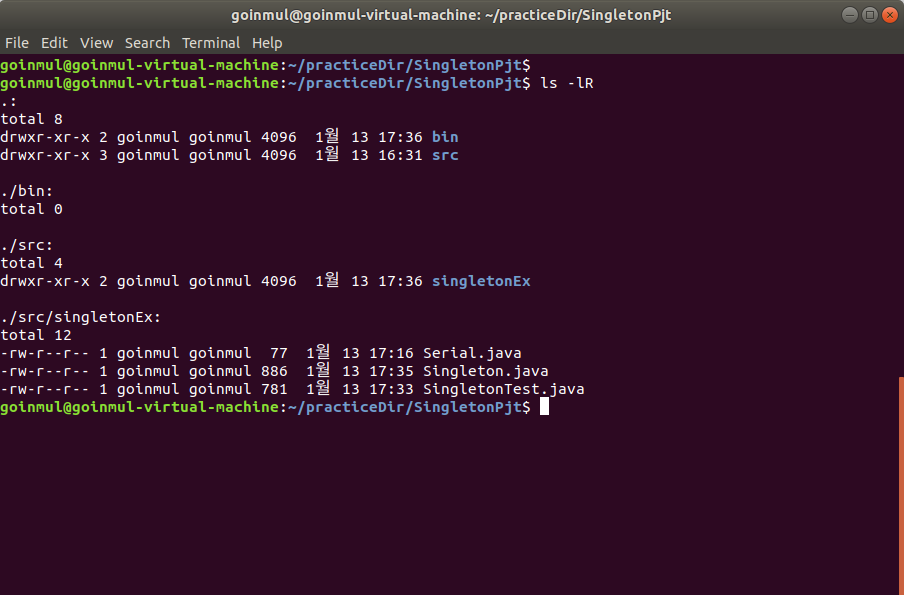 goinmul@goinmul-virtual-machine: ~/practiceDir/SingletonPjt
File Edit View Search Terminal Help
goinmul@goinmul-virtual-machine:~/practiceDir/SingletonPjt$
goinmul@goinmul-virtual-machine:~/practiceDir/SingletonPjt$ ls -lR
.:
total 8
drwxr-xr-x 2 goinmul goinmul 4096  1월 13 17:36 bin
drwxr-xr-x 3 goinmul goinmul 4096  1월 13 16:31 src

./bin:
total 0

./src:
total 4
drwxr-xr-x 2 goinmul goinmul 4096  1월 13 17:36 singletonEx

./src/singletonEx:
total 12
-rw-r--r-- 1 goinmul goinmul  77  1월 13 17:16 Serial.java
-rw-r--r-- 1 goinmul goinmul 886  1월 13 17:35 Singleton.java
-rw-r--r-- 1 goinmul goinmul 781  1월 13 17:33 SingletonTest.java
goinmul@goinmul-virtual-machine:~/practiceDir/SingletonPjt$